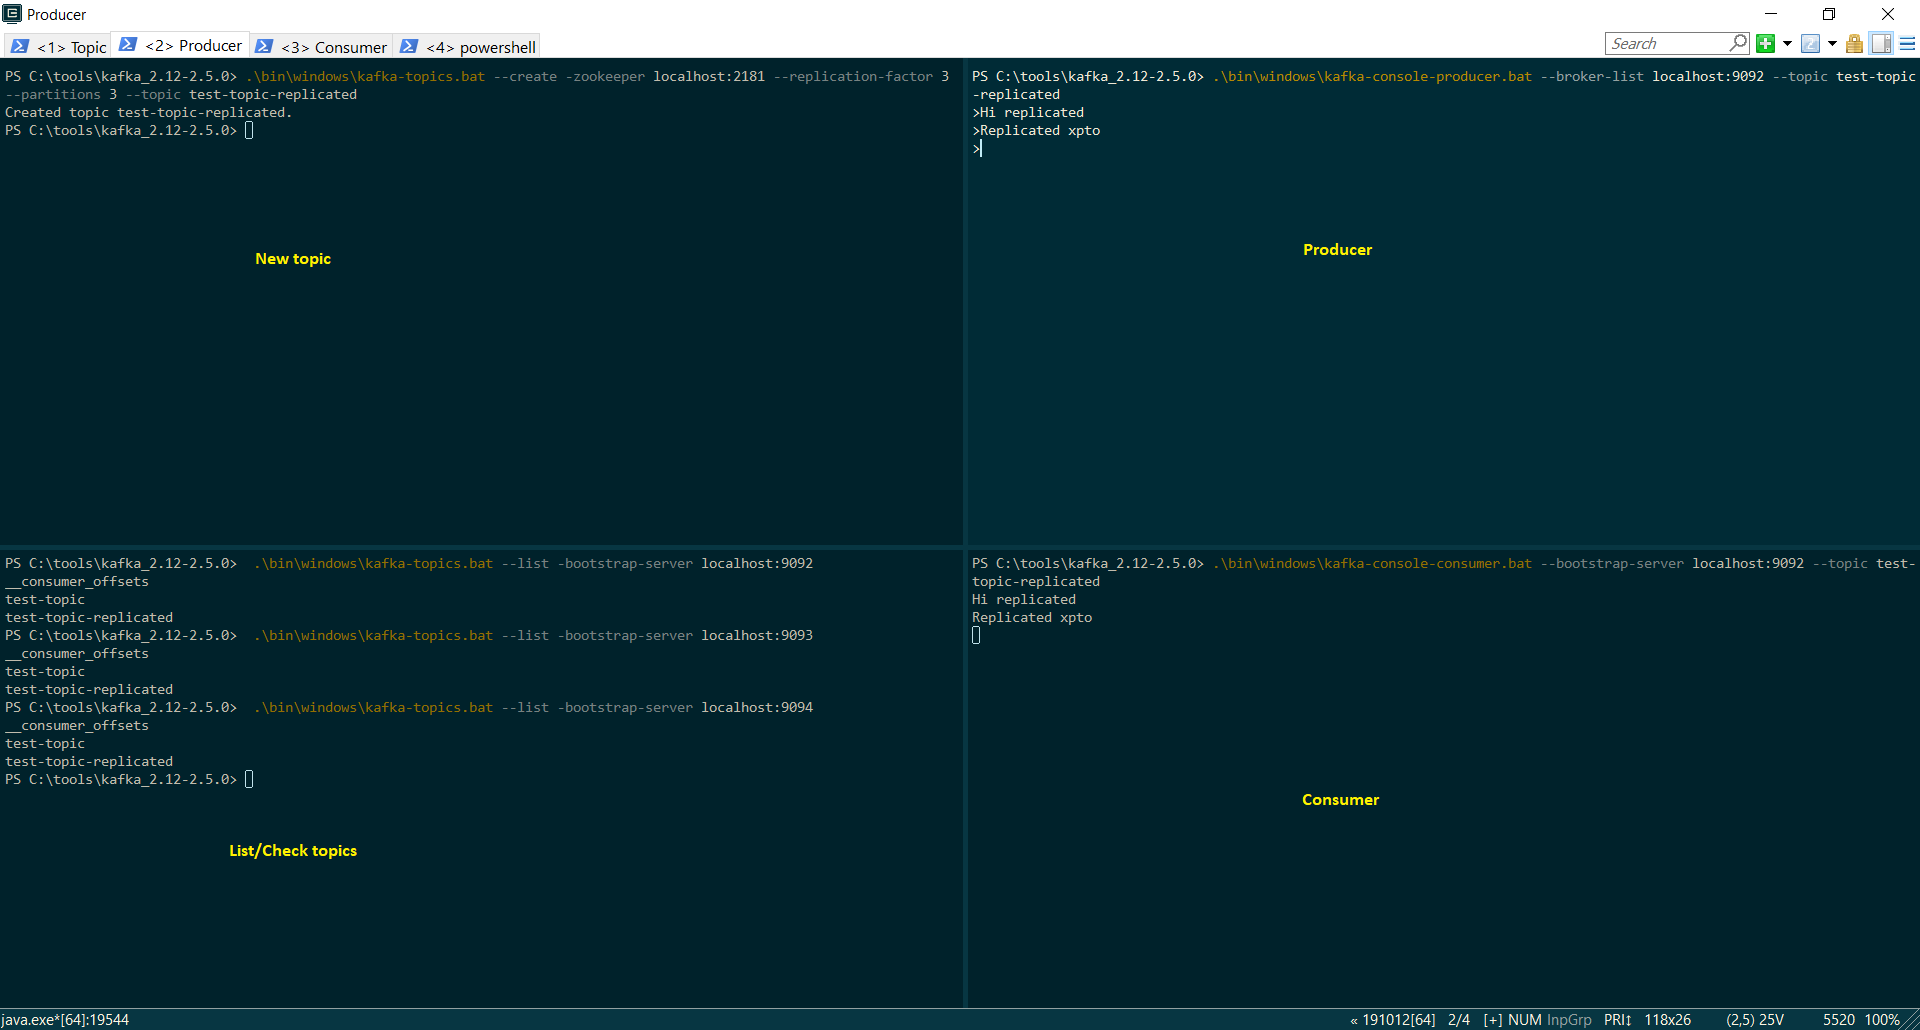 Producer
<1> Topic <2> Producer <3> Consumer <4> powershell Search
PS C:\tools\kafka_2.12-2.5.0> .\bin\windows\kafka-topics.bat --create -zookeeper localhost:2181 --replication-factor 3
--partitions 3 --topic test-topic-replicated
Created topic test-topic-replicated.
PS C:\tools\kafka_2.12-2.5.0>
New topic
PS C:\tools\kafka_2.12-2.5.0> .\bin\windows\kafka-console-producer.bat --broker-list localhost:9092 --topic test-topic
-replicated
>Hi replicated
>Replicated xpto
>
Producer
PS C:\tools\kafka_2.12-2.5.0>  .\bin\windows\kafka-topics.bat --list -bootstrap-server localhost:9092
__consumer_offsets
test-topic
test-topic-replicated
PS C:\tools\kafka_2.12-2.5.0>  .\bin\windows\kafka-topics.bat --list -bootstrap-server localhost:9093
__consumer_offsets
test-topic
test-topic-replicated
PS C:\tools\kafka_2.12-2.5.0>  .\bin\windows\kafka-topics.bat --list -bootstrap-server localhost:9094
__consumer_offsets
test-topic
test-topic-replicated
PS C:\tools\kafka_2.12-2.5.0>
List/Check topics
PS C:\tools\kafka_2.12-2.5.0> .\bin\windows\kafka-console-consumer.bat --bootstrap-server localhost:9092 --topic test-
topic-replicated
Hi replicated
Replicated xpto
Consumer
java.exe*[64]:19544 « 191012[64] 2/4 [+] NUM InpGrp PRI↕ 118x26 (2,5) 25V 5520 100%